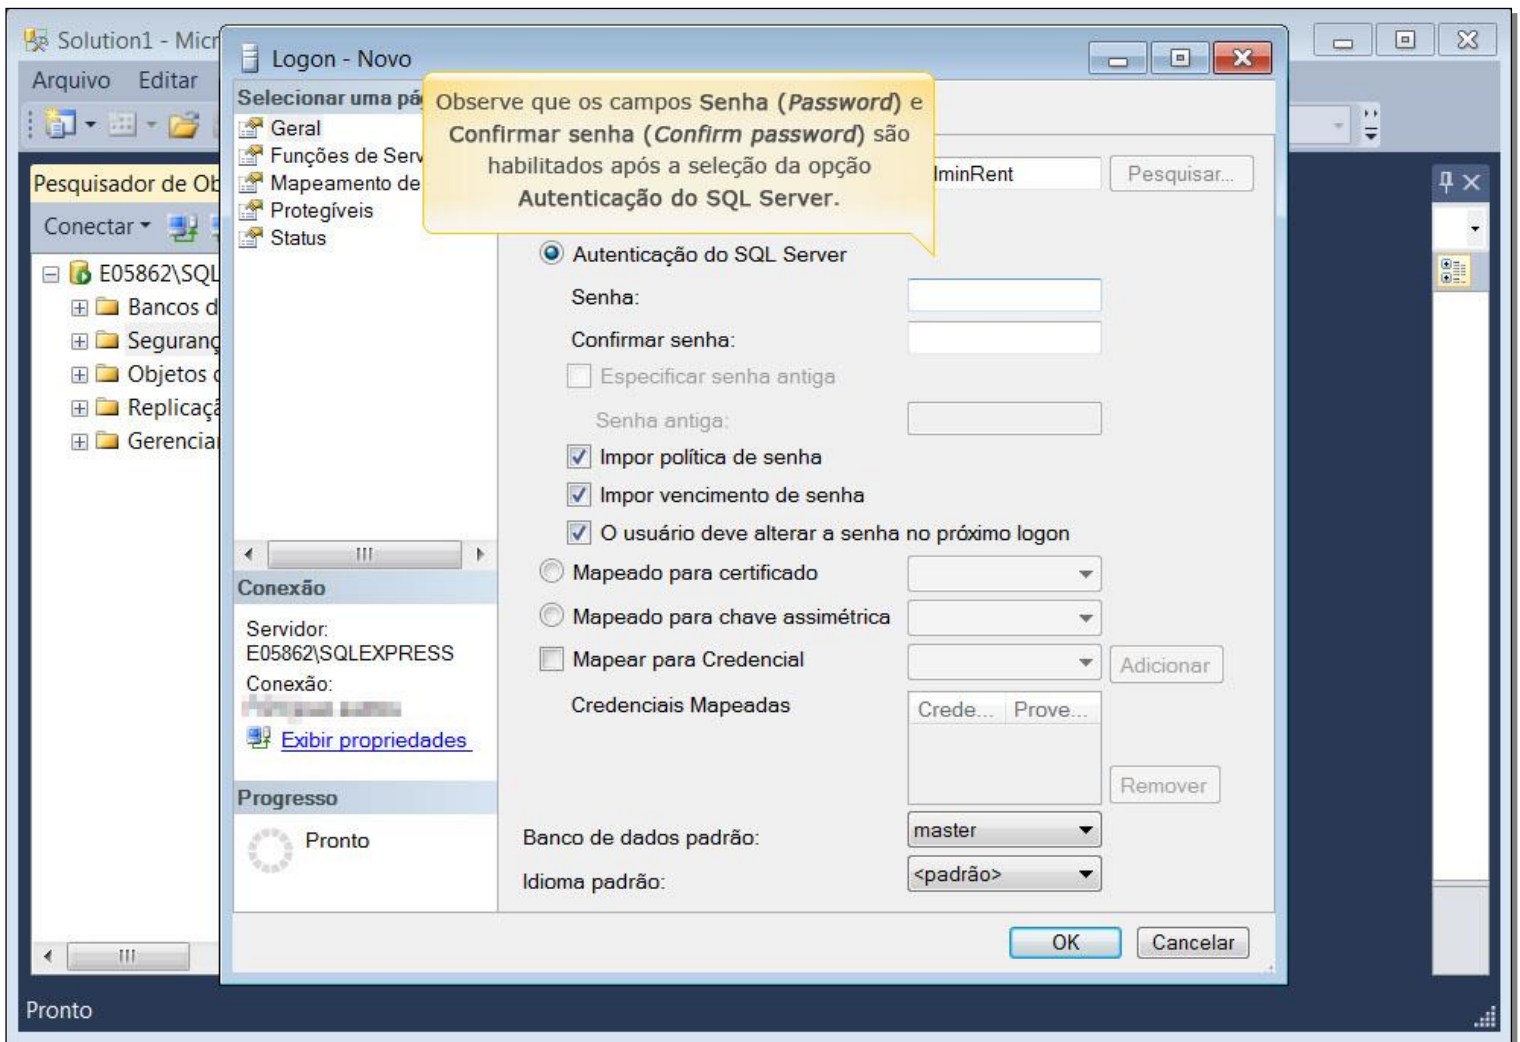 Solution1 - Micr
Arquivo Editar
Pesquisador de Ob
Conectar
E05862\SQL
Bancos d
Seguranç
Objetos
Replicaçã
Gerenciar
Pronto
Logon - Novo
Selecionar uma pá
Geral
Funções de Serv
Mapeamento de
Protegíveis
Status
Conexão
Servidor:
E05862\SQLEXPRESS
Conexão:
Exibir propriedades
Progresso
Pronto
Observe que os campos Senha (Password) e
Confirmar senha (Confirm password) são
habilitados após a seleção da opção
Autenticação do SQL Server.
minRent Pesquisar...
Autenticação do SQL Server
Senha:
Confirmar senha:
Especificar senha antiga
Senha antiga:
Impor política de senha
Impor vencimento de senha
O usuário deve alterar a senha no próximo logon
Mapeado para certificado
Mapeado para chave assimétrica
Mapear para Credencial Adicionar
Credenciais Mapeadas Crede... Prove...
Remover
Banco de dados padrão: master
Idioma padrão: <padrão>
OK Cancelar